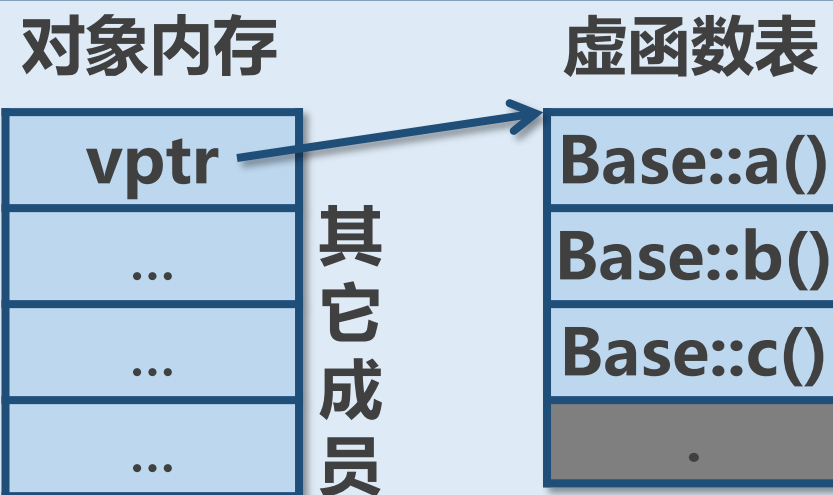 对象内存
虚函数表
vptr
...
...
...
其它成员
Base::a()
Base::b()
Base::c()
.